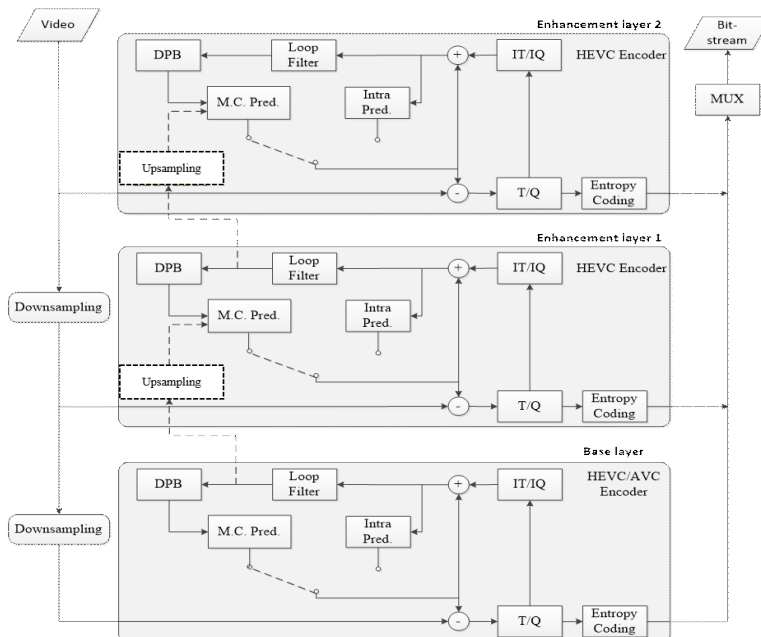 Video
Enhancement layer 2
Bit-
stream
DPB
Loop
Filter
+
IT/IQ
HEVC Encoder
M.C. Pred.
Intra
Pred.
MUX
Upsampling
-
T/Q
Entropy
Coding
Enhancement layer 1
DPB
Loop
Filter
+
IT/IQ
HEVC Encoder
Downsampling
M.C. Pred.
Intra
Pred.
Upsampling
-
T/Q
Entropy
Coding
Base layer
DPB
Loop
Filter
+
IT/IQ
HEVC/AVC
Encoder
Downsampling
M.C. Pred.
Intra
Pred.
-
T/Q
Entropy
Coding